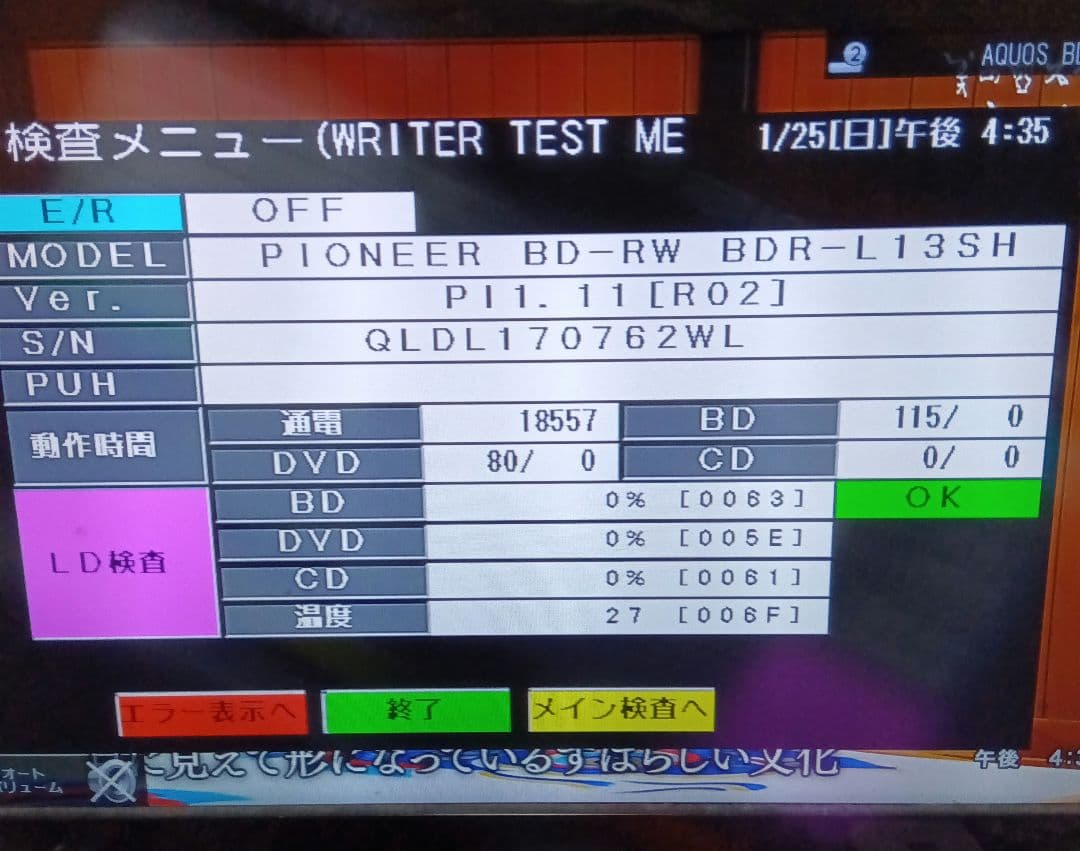 2 AQUOS BD
検査メニュー(WRITER TEST ME 1/25[日]午後 4:35
E/R OFF
MODEL PIONEER BD-RW BDR-L13SH
Ver. PI1.11[R02]
S/N QLDL170762WL
PUH
動作時間 通電 18557 BD 115/ 0
DVD 80/ 0 CD 0/ 0
LD検査 BD 0% [0063] OK
DVD 0% [005E]
CD 0% [0061]
温度 27 [006F]
エラー表示へ 終了 メイン検査へ
に見えて形になっているすばらしい文化 午後 4:3
オート
リューム